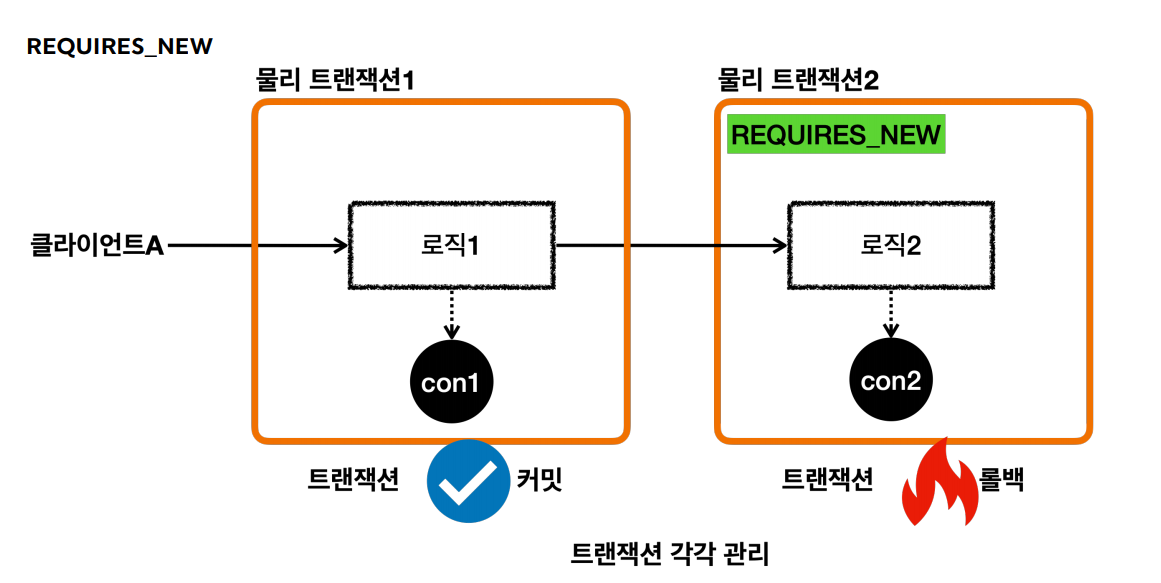 REQUIRES_NEW
물리 트랜잭션1
물리 트랜잭션2
REQUIRES_NEW
클라이언트A
로직1
로직2
con1
con2
트랜잭션 커밋
트랜잭션 롤백
트랜잭션 각각 관리